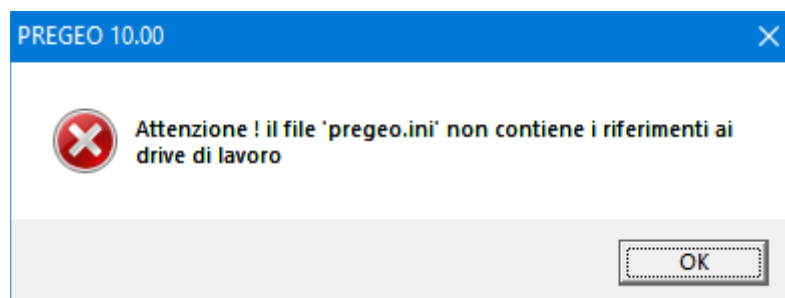 PREGEO 10.00
Attenzione ! il file 'pregeo.ini' non contiene i riferimenti ai
drive di lavoro
OK